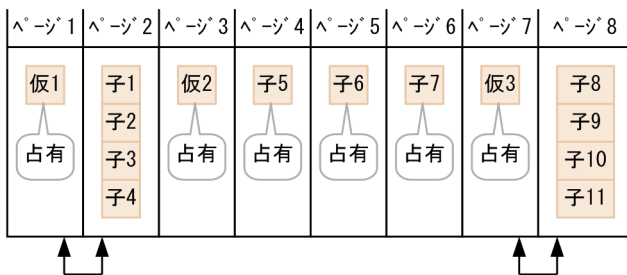 ﾍﾟｰｼﾞ1 ﾍﾟｰｼﾞ2 ﾍﾟｰｼﾞ3 ﾍﾟｰｼﾞ4 ﾍﾟｰｼﾞ5 ﾍﾟｰｼﾞ6 ﾍﾟｰｼﾞ7 ﾍﾟｰｼﾞ8
仮1 子1 仮2 子5 子6 子7 仮3 子8
子2 子9
占有 子3 占有 占有 占有 占有 占有 子10
子4 子11